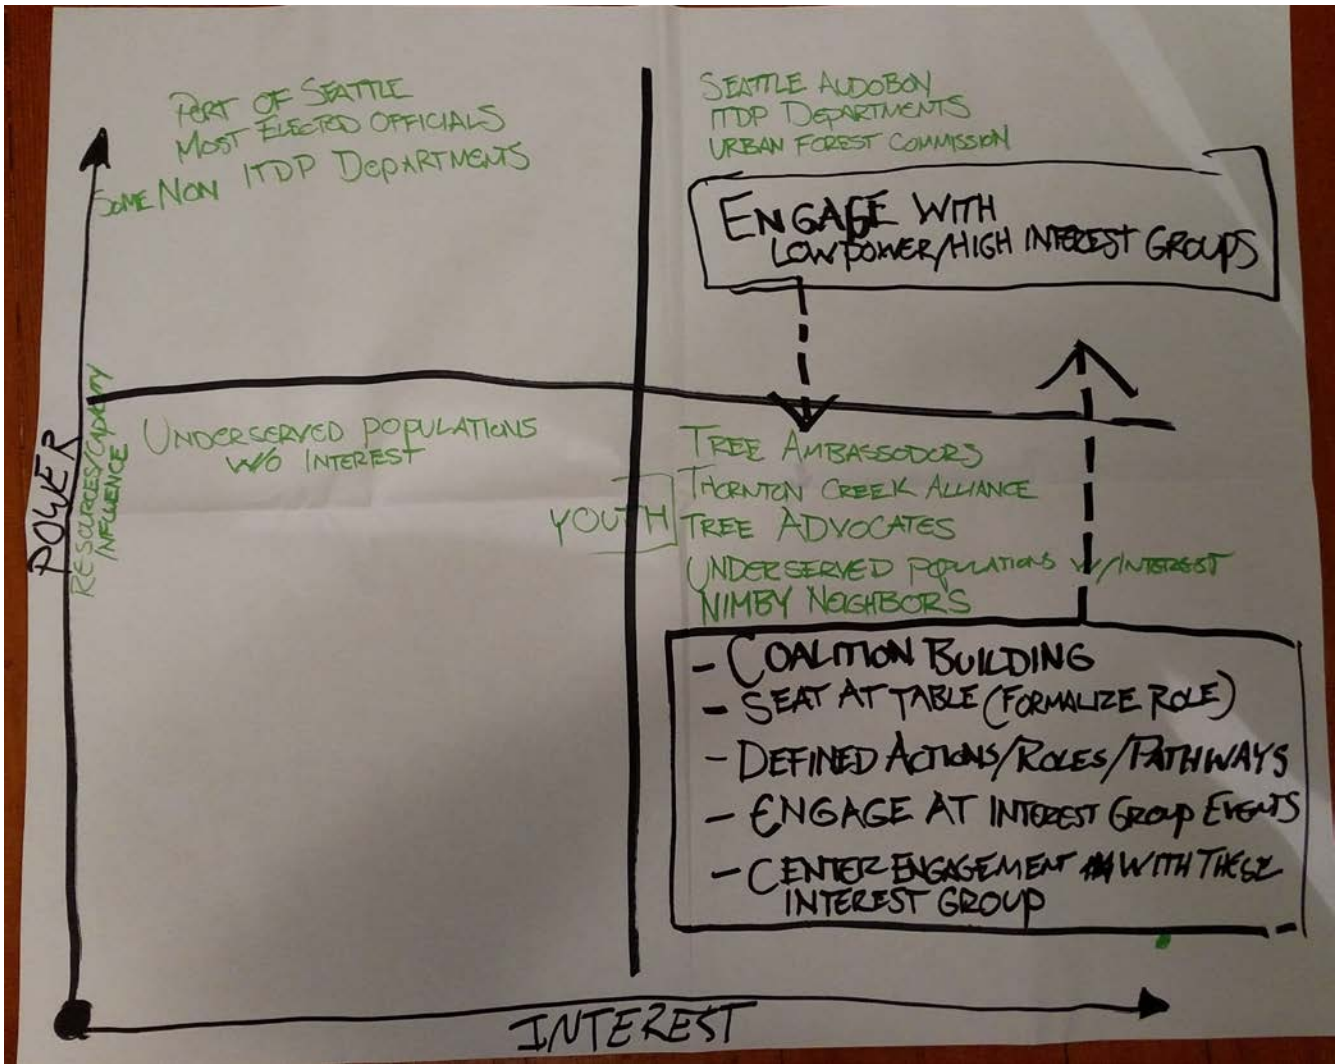 PORT OF SEATTLE
MOST ELECTED OFFICIALS
SOME NON ITDP DEPARTMENTS
SEATTLE AUDOBON
ITDP DEPARTMENTS
URBAN FOREST COMMISSION
ENGAGE WITH
LOW POWER/HIGH INTEREST GROUPS
POWER
RESOURCES/CAPACITY
INFLUENCE
UNDERSERVED POPULATIONS
W/O INTEREST
YOUTH
TREE AMBASSODORS
THORNTON CREEK ALLIANCE
TREE ADVOCATES
UNDERSERVED POPULATIONS W/INTEREST
NIMBY NEIGHBOR'S
- COALITION BUILDING
- SEAT AT TABLE (FORMALIZE ROLE)
- DEFINED ACTIONS/ROLES/PATHWAYS
- ENGAGE AT INTEREST GROUP EVENTS
- CENTER ENGAGEMENT WITH THESE
INTEREST GROUP
INTEREST